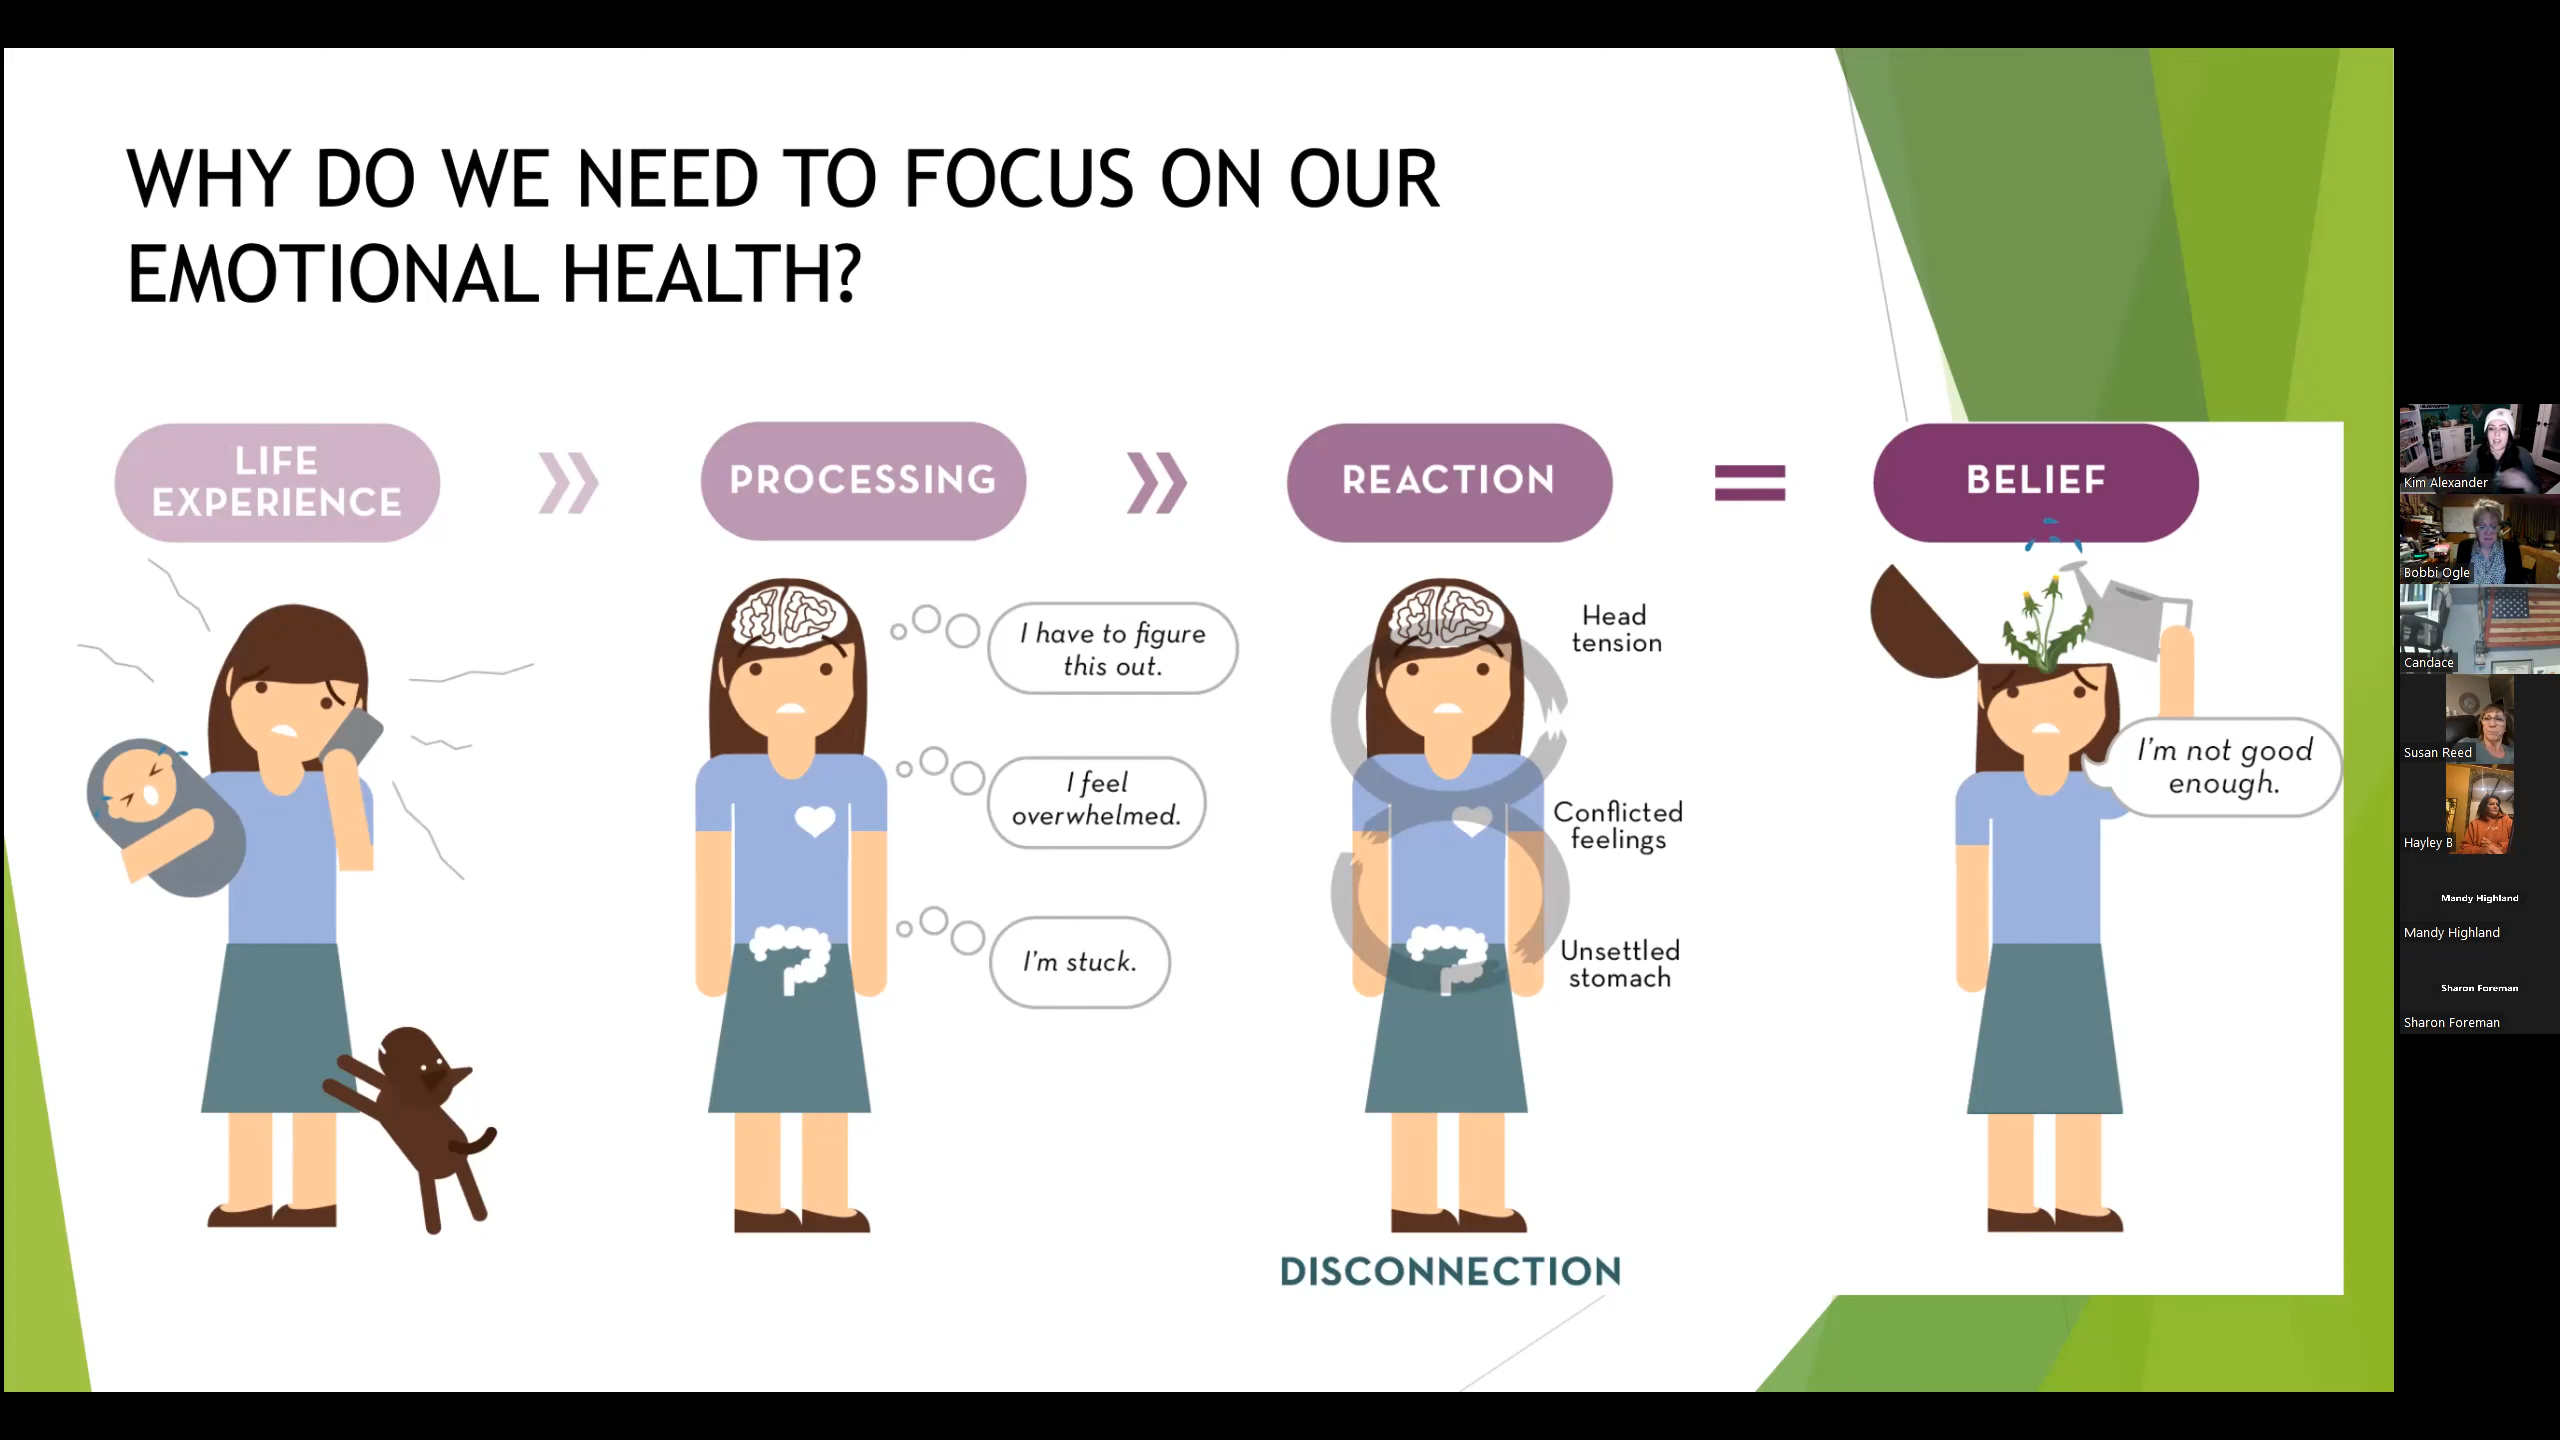 WHY DO WE NEED TO FOCUS ON OUR
EMOTIONAL HEALTH?
LIFE
EXPERIENCE
PROCESSING
REACTION
BELIEF
I have to figure
this out.
I feel
overwhelmed.
I'm stuck.
Head
tension
Conflicted
feelings
Unsettled
stomach
DISCONNECTION
I'm not good
enough.
Kim Alexander
Bobbi Ogle
Candace
Susan Reed
Hayley B
Mandy Highland
Mandy Highland
Sharon Foreman
Sharon Foreman